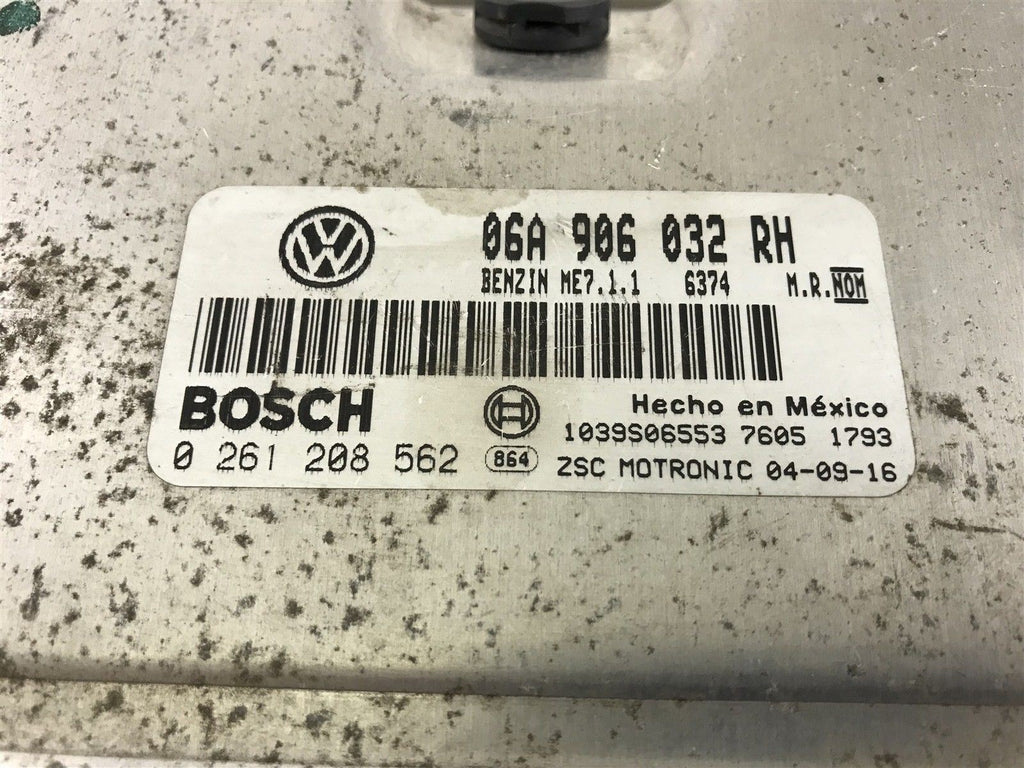 06A 906 032 RH
BENZIN ME7.1.1 6374 M.R.NOM
BOSCH
Hecho en México
1039S06553 7605 1793
0 261 208 562 864 ZSC MOTRONIC 04-09-16